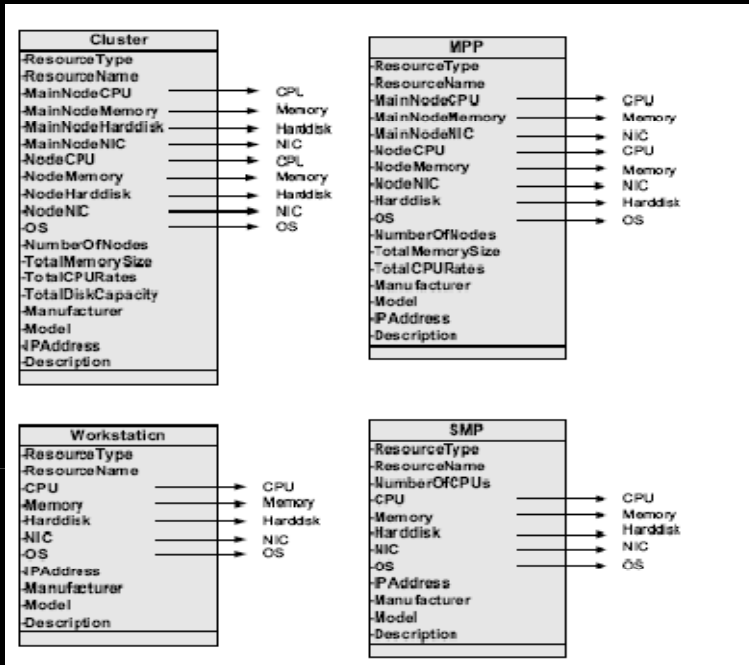 Cluster
-ResourceType
-ResourceName
-MainNodeCPU CPL
-MainNodeMemory Memory
-MainNodeHarddisk Harddisk
-MainNodeNIC NIC
-NodeCPU CPL
-NodeMemory Memory
-NodeHarddisk Harddisk
-NodeNIC NIC
-OS OS
-NumberOfNodes
-TotalMemorySize
-TotalCPURates
-TotalDiskCapacity
-Manufacturer
-Model
-IPAddress
-Description
MPP
-ResourceType
-ResourceName
-MainNodeCPU CPU
-MainNodeMemory Memory
-MainNodeNIC NIC
-NodeCPU CPU
-NodeMemory Memory
-NodeNIC NIC
-Harddisk Harddisk
-OS OS
-NumberOfNodes
-TotalMemorySize
-TotalCPURates
-Manufacturer
-Model
-IPAddress
-Description
Workstation
-ResourceType
-ResourceName
-CPU CPU
-Memory Memory
-Harddisk Harddisk
-NIC NIC
-OS OS
-IPAddress
-Manufacturer
-Model
-Description
SMP
-ResourceType
-ResourceName
-NumberOfCPUs
-CPU CPU
-Memory Memory
-Harddisk Harddisk
-NIC NIC
-OS OS
-IPAddress
-Manufacturer
-Model
-Description